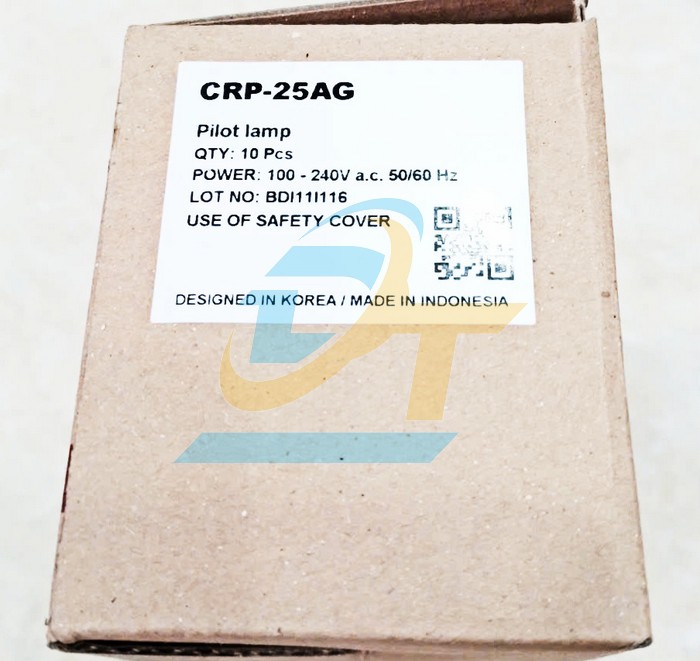 CRP-25AG
Pilot lamp
QTY: 10 Pcs
POWER: 100 - 240V a.c. 50/60 Hz
LOT NO: BDI11I116
USE OF SAFETY COVER
DESIGNED IN KOREA / MADE IN INDONESIA
DT